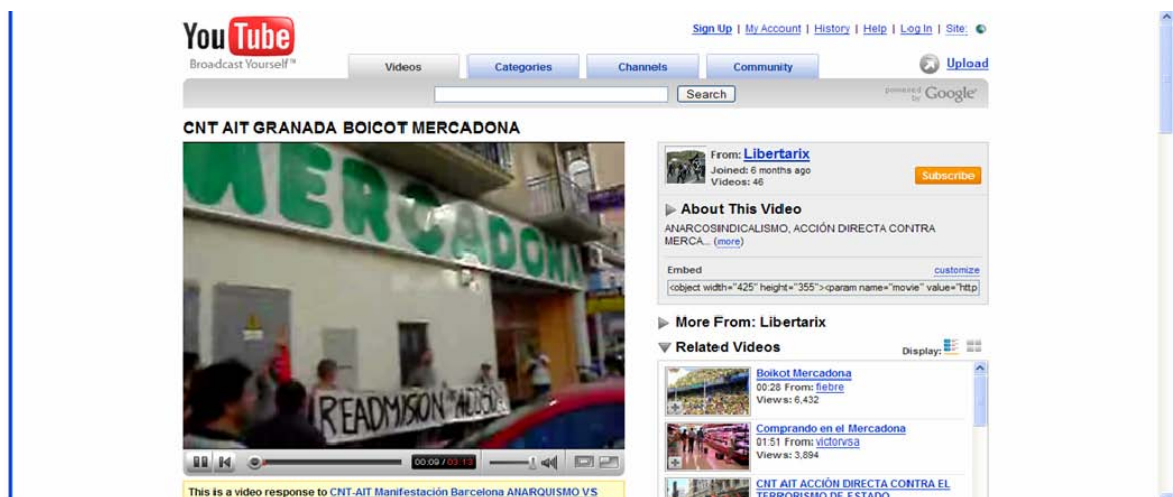 You Tube
Broadcast Yourself™
Sign Up | My Account | History | Help | Log In | Site:
Videos
Categories
Channels
Community
Upload
Search
powered by Google
CNT AIT GRANADA BOICOT MERCADONA
MERCADONA
READMISION ACOSO
00:09 / 03:13
This is a video response to CNT-AIT Manifestación Barcelona ANARQUISMO VS
From: Libertarix
Joined: 6 months ago
Videos: 46
Subscribe
About This Video
ANARCOSINDICALISMO, ACCIÓN DIRECTA CONTRA
MERCA... (more)
Embed
customize
<object width="425" height="355"><param name="movie" value="http
More From: Libertarix
Related Videos
Display:
Boikot Mercadona
00:28 From: fiebre
Views: 6,432
Comprando en el Mercadona
01:51 From: victorvsa
Views: 3,894
CNT AIT ACCIÓN DIRECTA CONTRA EL
TERRORISMO DE ESTADO